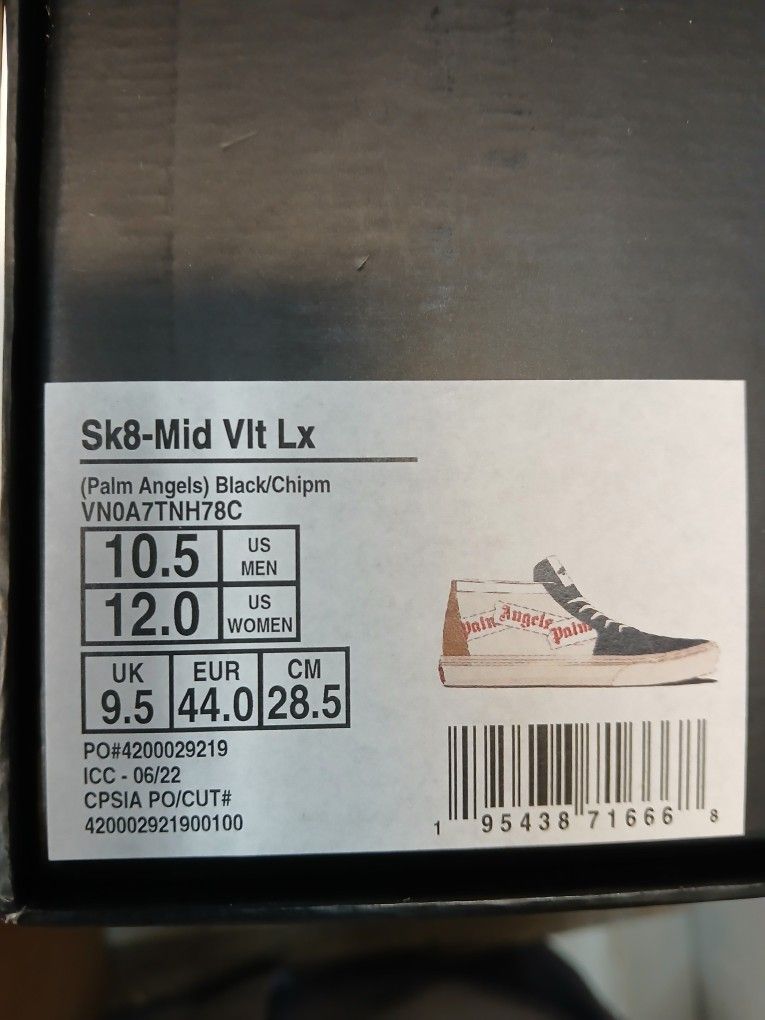 Sk8-Mid Vlt Lx
(Palm Angels) Black/Chipm
VN0A7TNH78C
10.5 US MEN
12.0 US WOMEN
UK EUR CM
9.5 44.0 28.5
PO#4200029219
ICC - 06/22
CPSIA PO/CUT#
420002921900100
Palm Angels Palm
1 95438 71666 8